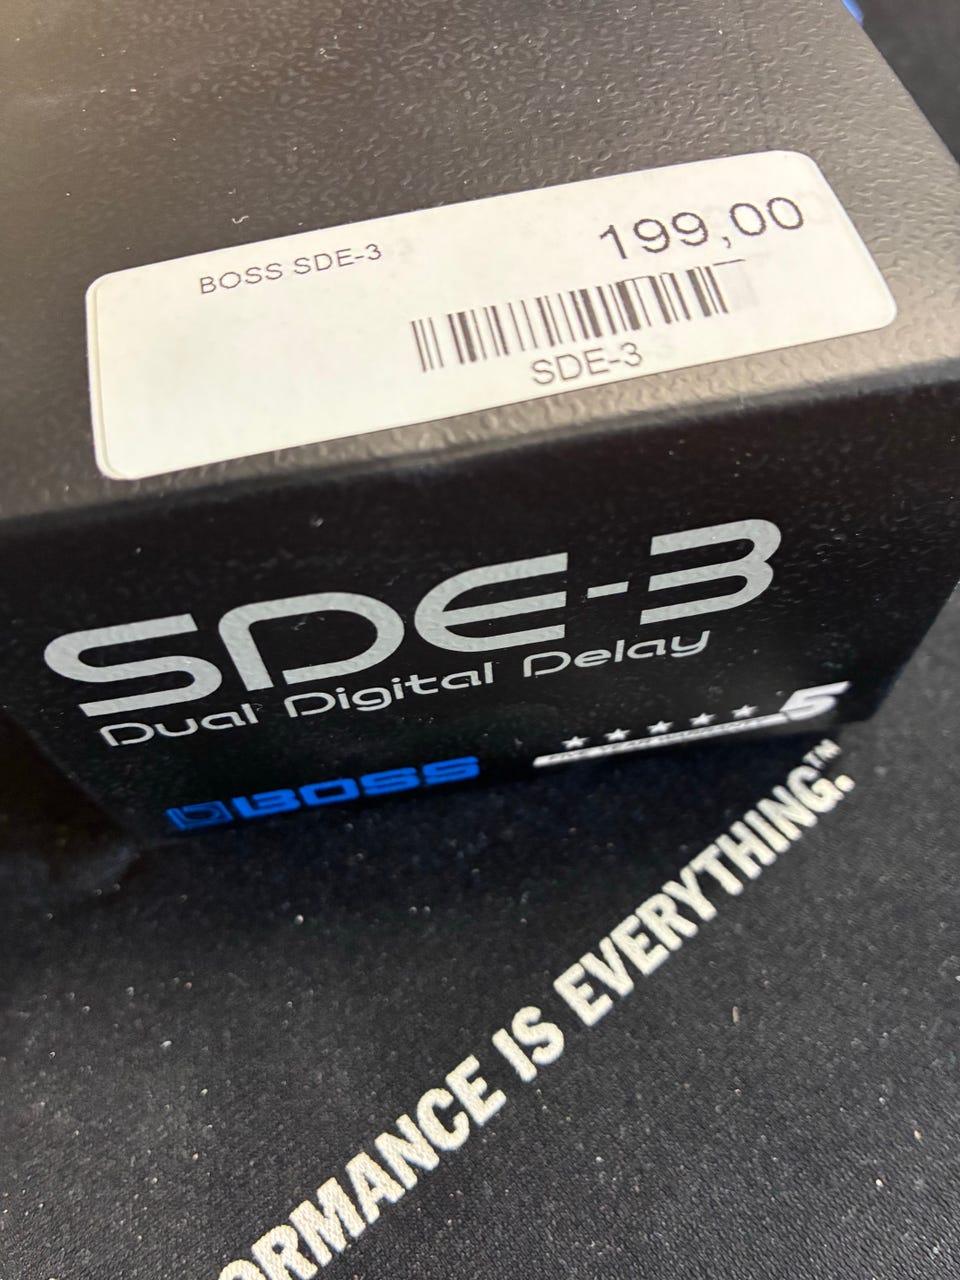 BOSS SDE-3
199,00
SDE-3
SDE-3
Dual Digital Delay
BOSS
5
ORMANCE IS EVERYTHING.™